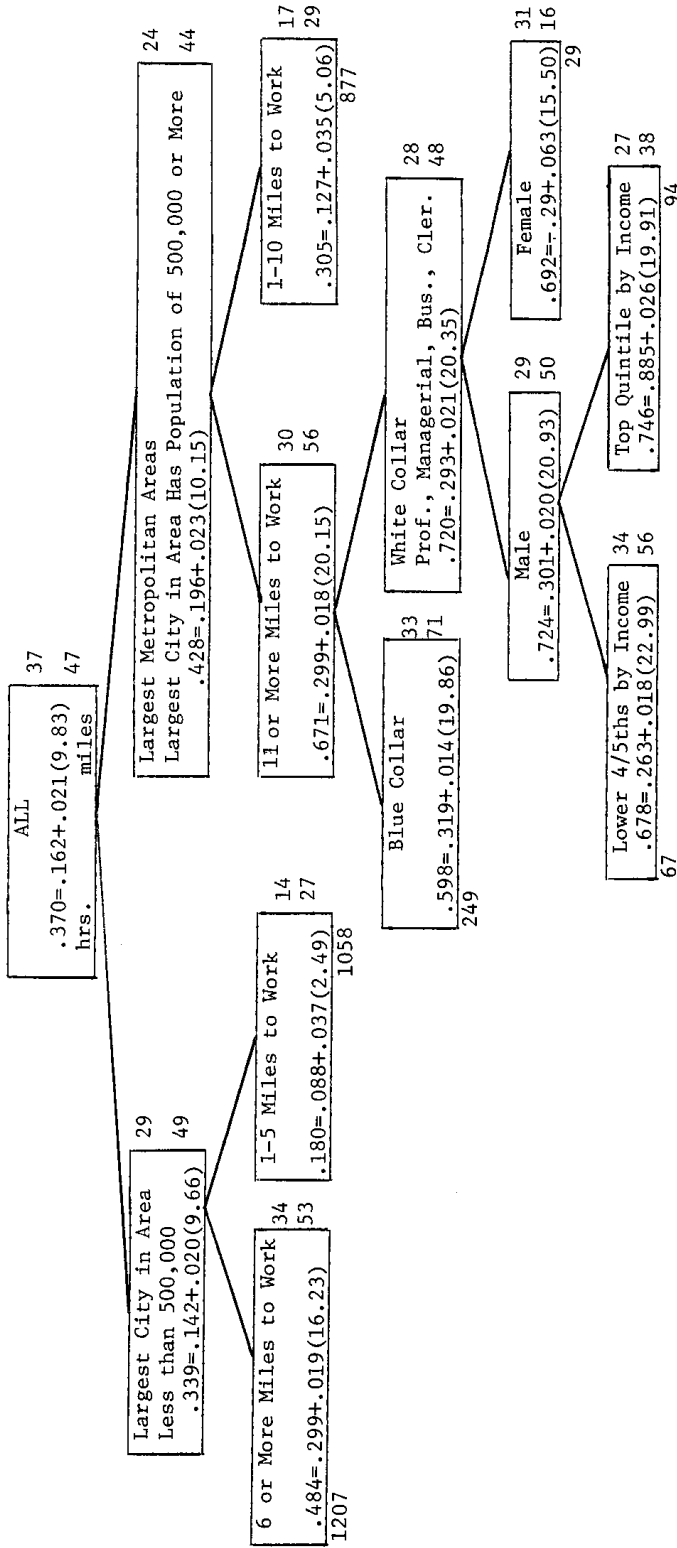 ALL
.370=.162+.021(9.83)
hrs. miles
37
47
Largest City in Area
Less than 500,000
.339=.142+.020(9.66)
29
49
Largest Metropolitan Areas
Largest City in Area Has Population of 500,000 or More
.428=.196+.023(10.15)
24
44
6 or More Miles to Work
.484=.299+.019(16.23)
34
53
1207
1-5 Miles to Work
.180=.088+.037(2.49)
14
27
1058
11 or More Miles to Work
.671=.299+.018(20.15)
30
56
1-10 Miles to Work
.305=.127+.035(5.06)
17
29
877
Blue Collar
.598=.319+.014(19.86)
33
71
249
White Collar
Prof., Managerial, Bus., Cler.
.720=.293+.021(20.35)
28
48
Male
.724=.301+.020(20.93)
29
50
Female
.692=-.29+.063(15.50)
31
16
29
Lower 4/5ths by Income
.678=.263+.018(22.99)
34
56
67
Top Quintile by Income
.746=.885+.026(19.91)
27
38
94